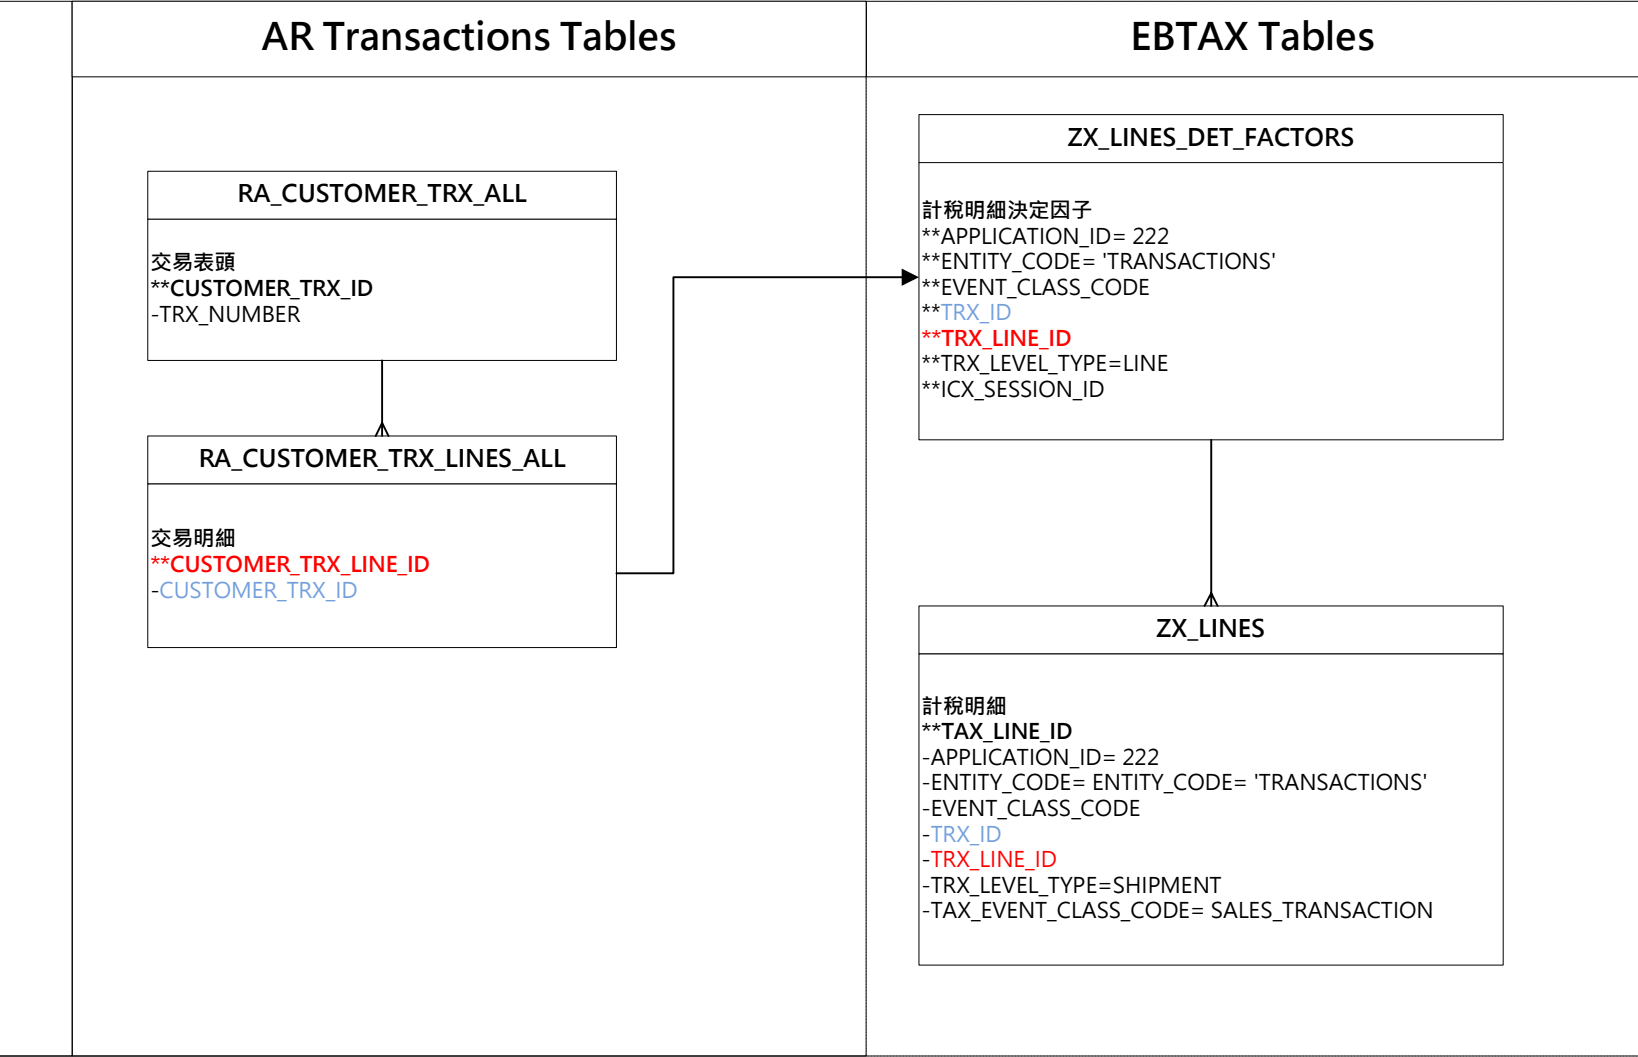 AR Transactions Tables
EBTAX Tables
RA_CUSTOMER_TRX_ALL
交易表頭
**CUSTOMER_TRX_ID
-TRX_NUMBER
RA_CUSTOMER_TRX_LINES_ALL
交易明細
**CUSTOMER_TRX_LINE_ID
-CUSTOMER_TRX_ID
ZX_LINES_DET_FACTORS
計稅明細決定因子
**APPLICATION_ID= 222
**ENTITY_CODE= 'TRANSACTIONS'
**EVENT_CLASS_CODE
**TRX_ID
**TRX_LINE_ID
**TRX_LEVEL_TYPE=LINE
**ICX_SESSION_ID
ZX_LINES
計稅明細
**TAX_LINE_ID
-APPLICATION_ID= 222
-ENTITY_CODE= ENTITY_CODE= 'TRANSACTIONS'
-EVENT_CLASS_CODE
-TRX_ID
-TRX_LINE_ID
-TRX_LEVEL_TYPE=SHIPMENT
-TAX_EVENT_CLASS_CODE= SALES_TRANSACTION